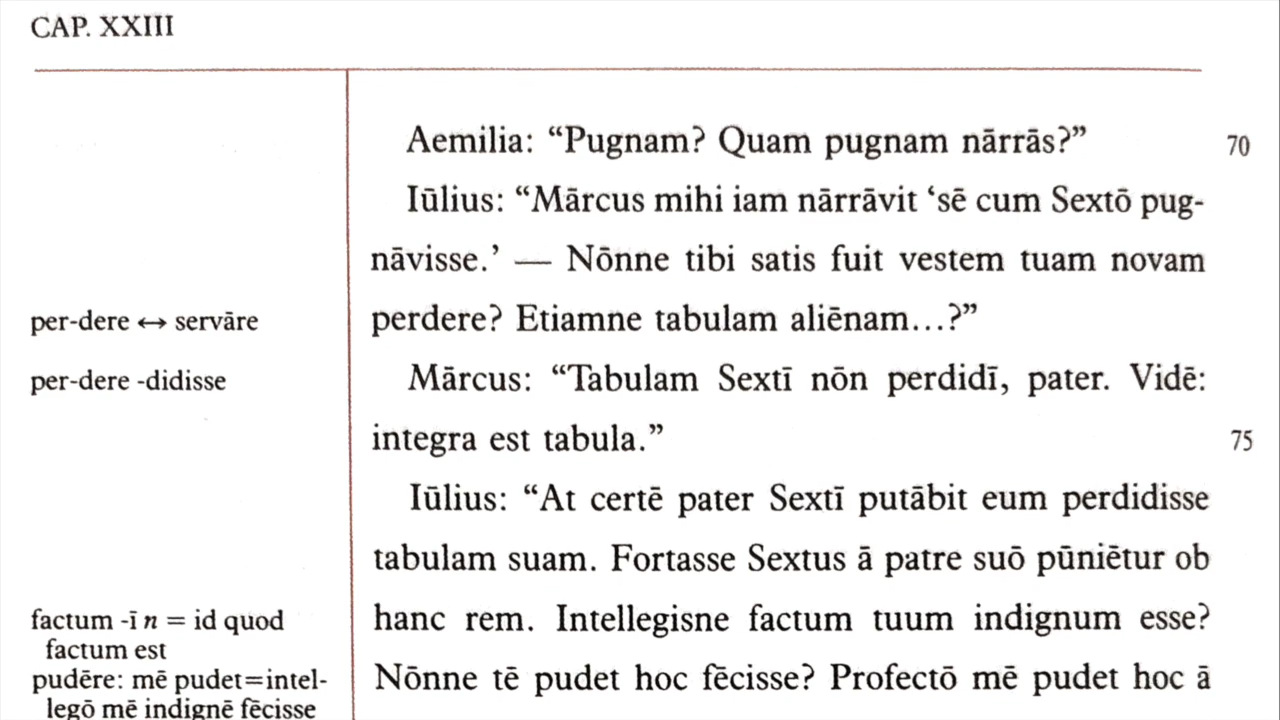 CAP. XXIII
Aemilia: “Pugnam? Quam pugnam nārrās?” 70
Iūlius: “Mārcus mihi iam nārrāvit ‘sē cum Sextō pug-
nāvisse.’ — Nōnne tibi satis fuit vestem tuam novam
per-dere ↔ servāre
perdere? Etiamne tabulam aliēnam...?”
per-dere -didisse
Mārcus: “Tabulam Sextī nōn perdidī, pater. Vidē:
integra est tabula.” 75
Iūlius: “At certē pater Sextī putābit eum perdidisse
tabulam suam. Fortasse Sextus ā patre suō pūniētur ob
factum -ī n = id quod
factum est
hanc rem. Intellegisne factum tuum indignum esse?
pudēre: mē pudet=intel-
legō mē indignē fēcisse
Nōnne tē pudet hoc fēcisse? Profectō mē pudet hoc ā